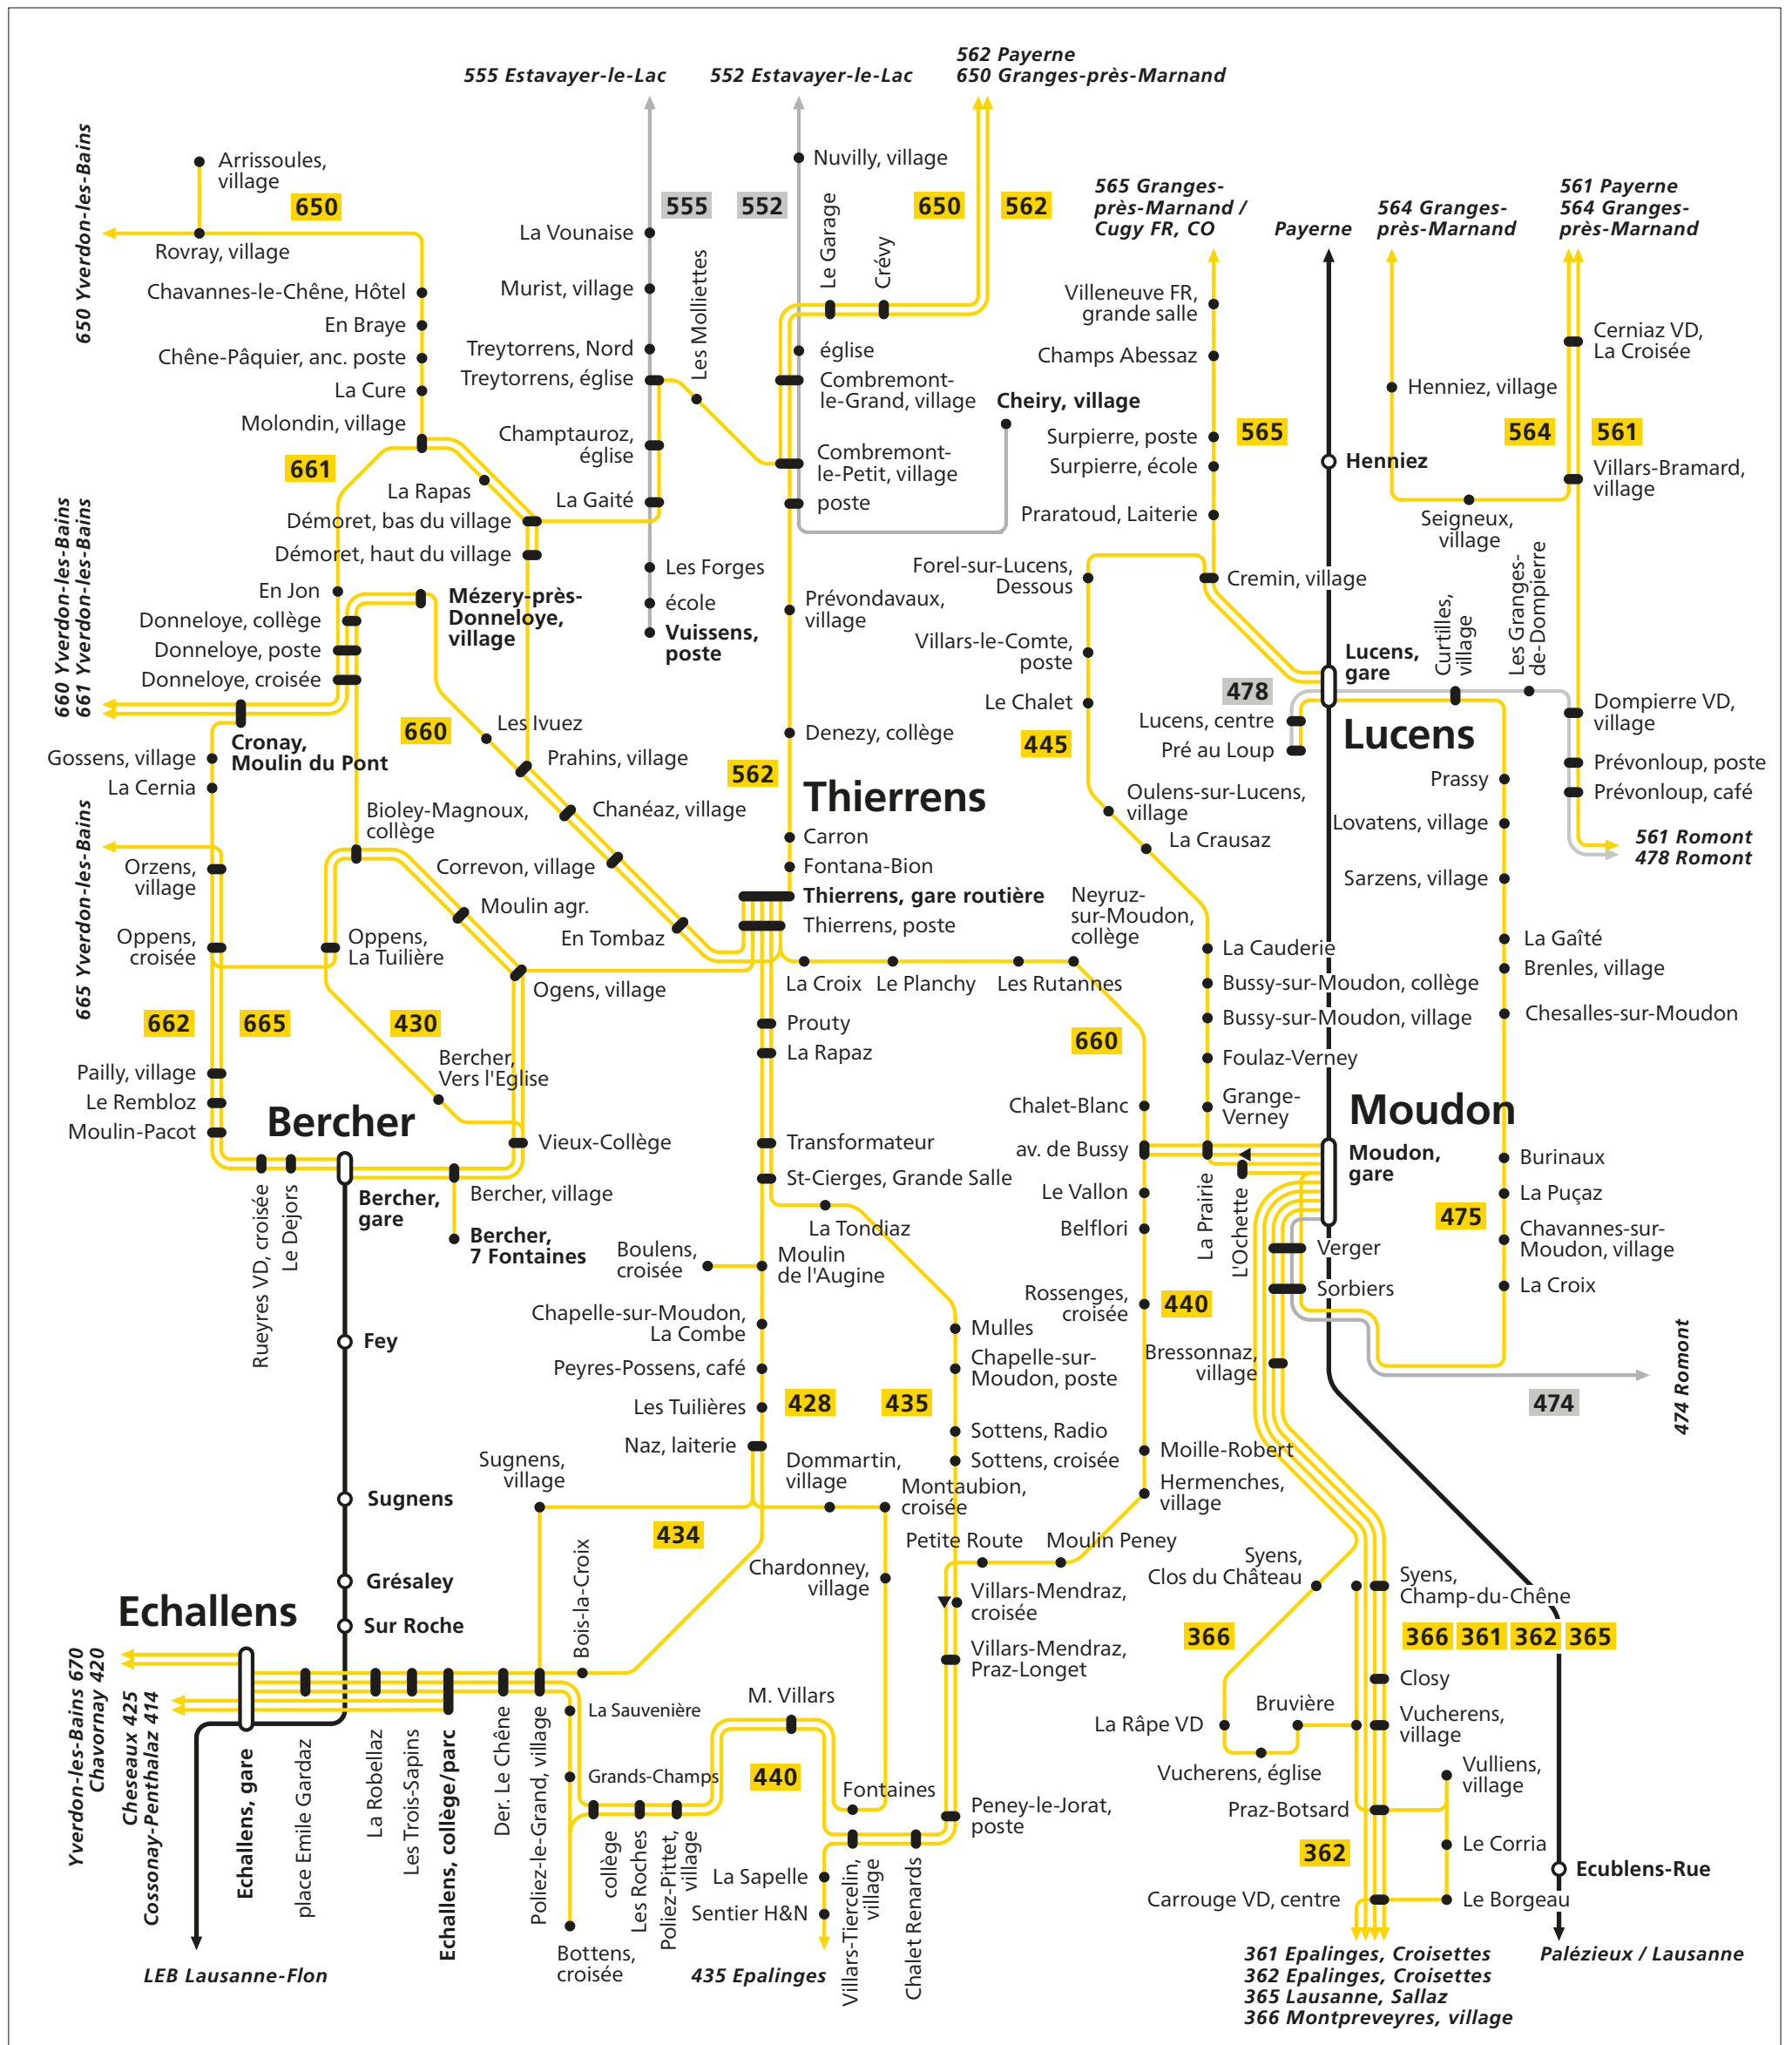 562 Payerne
650 Granges-près-Marnand
555 Estavayer-le-Lac
552 Estavayer-le-Lac
650 Yverdon-les-Bains
Arrissoules,
village
650
Rovray, village
Chavannes-le-Chêne, Hôtel
En Braye
Chêne-Pâquier, anc. poste
La Cure
Molondin, village
661
La Rapas
Démoret, bas du village
Démoret, haut du village
555
552
650
562
Nuvilly, village
La Vounaise
Murist, village
Treytorrens, Nord
Treytorrens, église
Champtauroz,
église
La Gaité
Les Forges
école
Vuissens,
poste
Les Molliettes
Le Garage
Crévy
église
Combremont-
le-Grand, village
Combremont-
le-Petit, village
poste
Cheiry, village
Prévondavaux,
village
Denezy, collège
562
Thierrens
Carron
Fontana-Bion
Thierrens, gare routière
Thierrens, poste
565 Granges-
près-Marnand /
Cugy FR, CO
Payerne
564 Granges-
près-Marnand
561 Payerne
564 Granges-
près-Marnand
Villeneuve FR,
grande salle
Champs Abessaz
Surpierre, poste
565
Surpierre, école
Praratoud, Laiterie
Cremin, village
Henniez
Henniez, village
Cerniaz VD,
La Croisée
564
561
Villars-Bramard,
village
Seigneux,
village
Forel-sur-Lucens,
Dessous
Villars-le-Comte,
poste
Le Chalet
445
Oulens-sur-Lucens,
village
La Crausaz
Lucens,
gare
478
Lucens, centre
Pré au Loup
Lucens
Curtilles,
village
Les Granges-
de-Dompierre
Dompierre VD,
village
Prévonloup, poste
Prévonloup, café
561 Romont
478 Romont
Prassy
Lovatens, village
Sarzens, village
La Gaîté
Brenles, village
Chesalles-sur-Moudon
660 Yverdon-les-Bains
661 Yverdon-les-Bains
En Jon
Donneloye, collège
Donneloye, poste
Donneloye, croisée
Mézery-près-
Donneloye,
village
Cronay,
Moulin du Pont
Gossens, village
La Cernia
660
Les Ivuez
Prahins, village
Chanéaz, village
Correvon, village
En Tombaz
665 Yverdon-les-Bains
Bioley-Magnoux,
collège
Orzens,
village
Oppens,
croisée
Oppens,
La Tuilière
Moulin agr.
Ogens, village
662
665
430
Pailly, village
Le Rembloz
Moulin-Pacot
Bercher,
Vers l'Eglise
Bercher
Vieux-Collège
Bercher, village
Bercher,
gare
Bercher,
7 Fontaines
Rueyres VD, croisée
Le Dejors
Fey
Sugnens
Grésaley
Sur Roche
La Croix
Le Planchy
Les Rutannes
Neyruz-
sur-Moudon,
collège
660
Prouty
La Rapaz
Transformateur
St-Cierges, Grande Salle
La Tondiaz
Boulens,
croisée
Moulin
de l'Augine
Chapelle-sur-Moudon,
La Combe
Peyres-Possens, café
Les Tuilières
Naz, laiterie
428
435
Mulles
Chapelle-sur-
Moudon, poste
Sottens, Radio
Sottens, croisée
La Cauderie
Bussy-sur-Moudon, collège
Bussy-sur-Moudon, village
Foulaz-Verney
Grange-
Verney
Chalet-Blanc
av. de Bussy
Le Vallon
Belflori
Rossenges,
croisée
440
Moille-Robert
Hermenches,
village
Moulin Peney
Petite Route
La Prairie
L'Ochette
Moudon
Moudon,
gare
Verger
Sorbiers
Bressonnaz,
village
Burinaux
La Puçaz
475
Chavannes-sur-
Moudon, village
La Croix
474
474 Romont
Sugnens,
village
Dommartin,
village
Montaubion,
croisée
434
Chardonney,
village
Villars-Mendraz,
croisée
Villars-Mendraz,
Praz-Longet
Bois-la-Croix
Echallens
Yverdon-les-Bains 670
Chavornay 420
Cheseaux 425
Cossonay-Penthalaz 414
Echallens, gare
place Emile Gardaz
La Robellaz
Les Trois-Sapins
Echallens, collège/parc
Der. Le Chêne
Poliez-le-Grand, village
La Sauvenière
Grands-Champs
Bottens,
croisée
collège
Les Roches
Poliez-Pittet,
village
M. Villars
440
Fontaines
Peney-le-Jorat,
poste
La Sapelle
Sentier H&N
Villars-Tiercelin,
village
Chalet Renards
LEB Lausanne-Flon
435 Epalinges
Syens,
Clos du Château
Syens,
Champ-du-Chêne
366
366
361
362
365
Closy
Bruvière
La Râpe VD
Vucherens,
village
Vucherens, église
Vulliens,
village
Praz-Botsard
Le Corria
362
Carrouge VD, centre
Le Borgeau
Ecublens-Rue
361 Epalinges, Croisettes
362 Epalinges, Croisettes
365 Lausanne, Sallaz
366 Montpreveyres, village
Palézieux / Lausanne